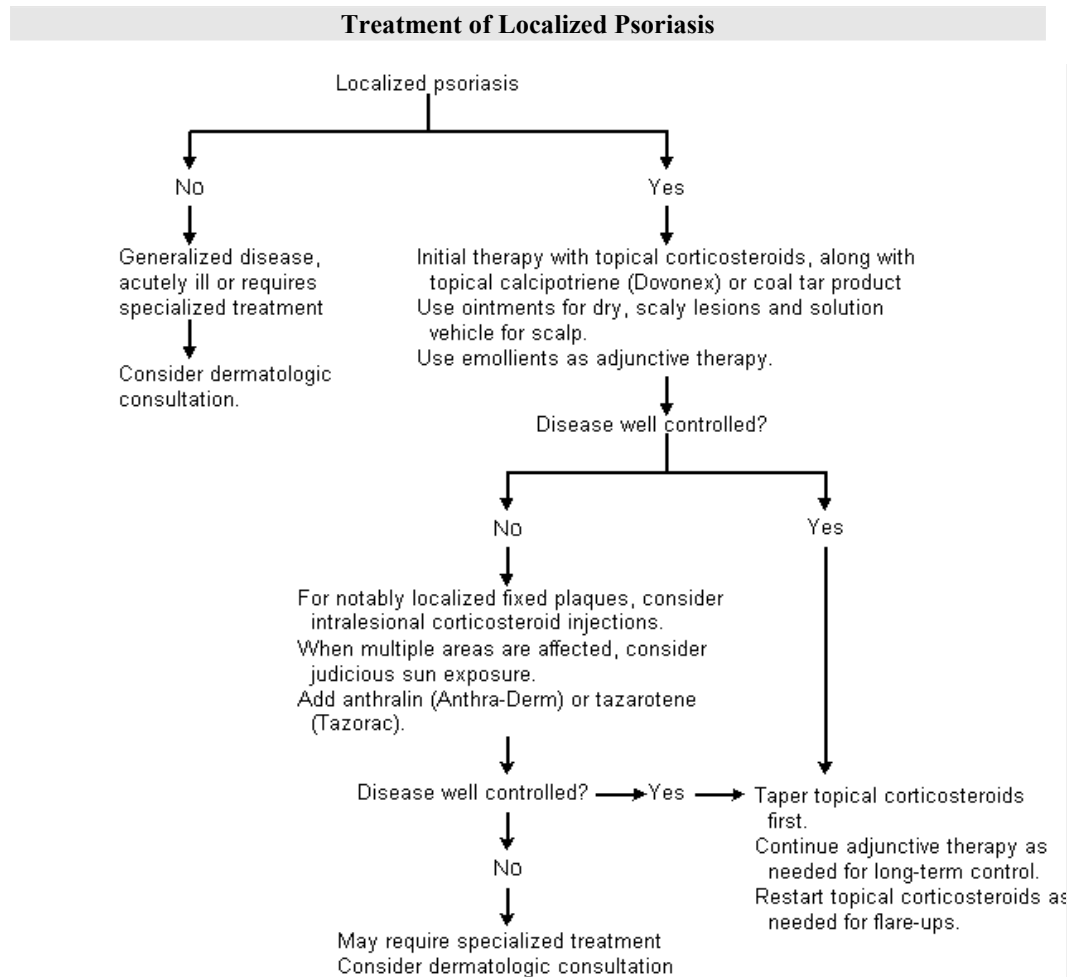 Treatment of Localized Psoriasis
Localized psoriasis
No
Yes
Generalized disease,
acutely ill or requires
specialized treatment
Consider dermatologic
consultation.
Initial therapy with topical corticosteroids, along with
topical calcipotriene (Dovonex) or coal tar product
Use ointments for dry, scaly lesions and solution
vehicle for scalp.
Use emollients as adjunctive therapy.
Disease well controlled?
No
Yes
For notably localized fixed plaques, consider
intralesional corticosteroid injections.
When multiple areas are affected, consider
judicious sun exposure.
Add anthralin (Anthra-Derm) or tazarotene
(Tazorac).
Disease well controlled?
Yes
Taper topical corticosteroids
first.
Continue adjunctive therapy as
needed for long-term control.
Restart topical corticosteroids as
needed for flare-ups.
No
May require specialized treatment
Consider dermatologic consultation